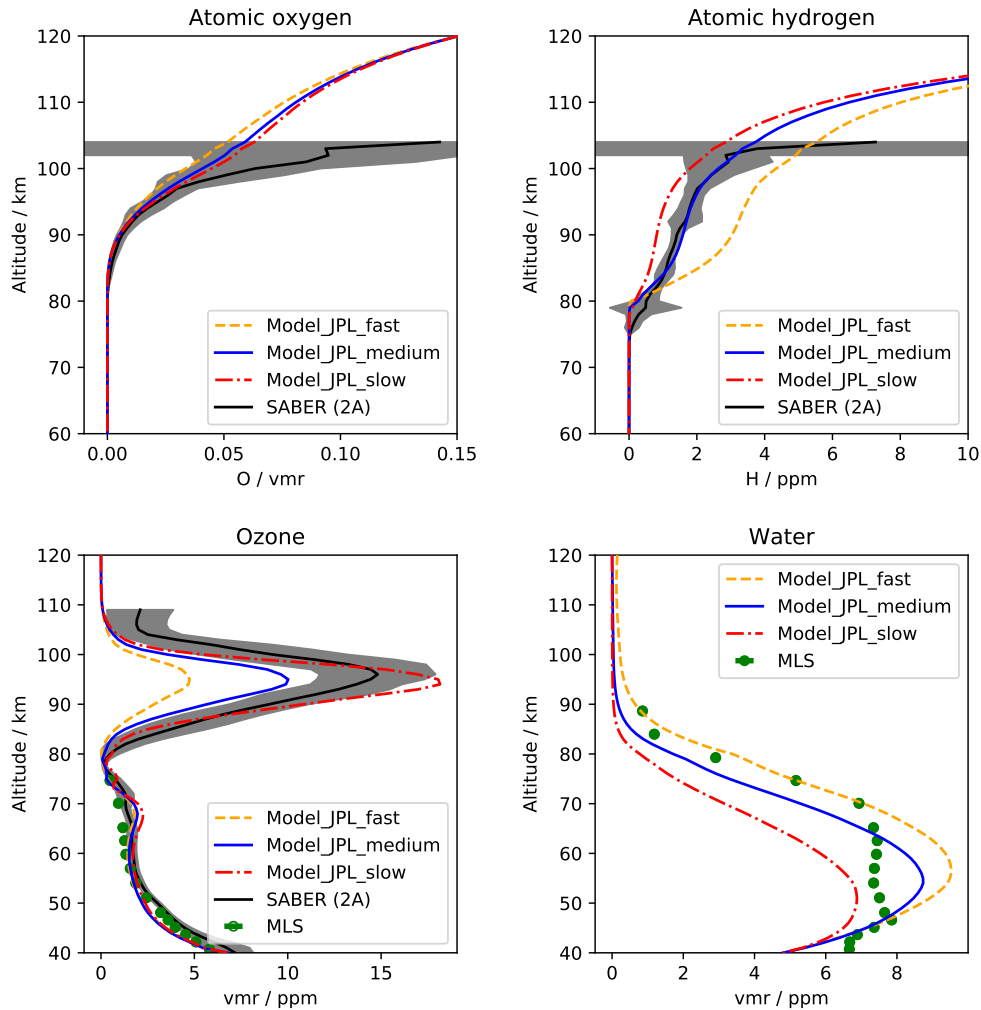 Atomic oxygen
120
110
100
90
80
70
60
Altitude / km
0.00 0.05 0.10 0.15
O / vmr
Model_JPL_fast
Model_JPL_medium
Model_JPL_slow
SABER (2A)
Atomic hydrogen
120
110
100
90
80
70
60
Altitude / km
0 2 4 6 8 10
H / ppm
Model_JPL_fast
Model_JPL_medium
Model_JPL_slow
SABER (2A)
Ozone
120
110
100
90
80
70
60
50
40
Altitude / km
0 5 10 15
vmr / ppm
Model_JPL_fast
Model_JPL_medium
Model_JPL_slow
SABER (2A)
MLS
Water
120
110
100
90
80
70
60
50
40
Altitude / km
0 2 4 6 8
vmr / ppm
Model_JPL_fast
Model_JPL_medium
Model_JPL_slow
MLS